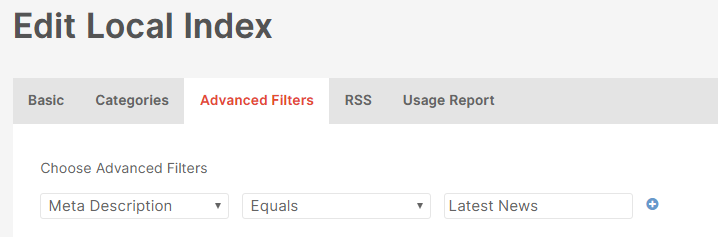 Edit Local Index
Basic Categories Advanced Filters RSS Usage Report
Choose Advanced Filters
Meta Description Equals Latest News